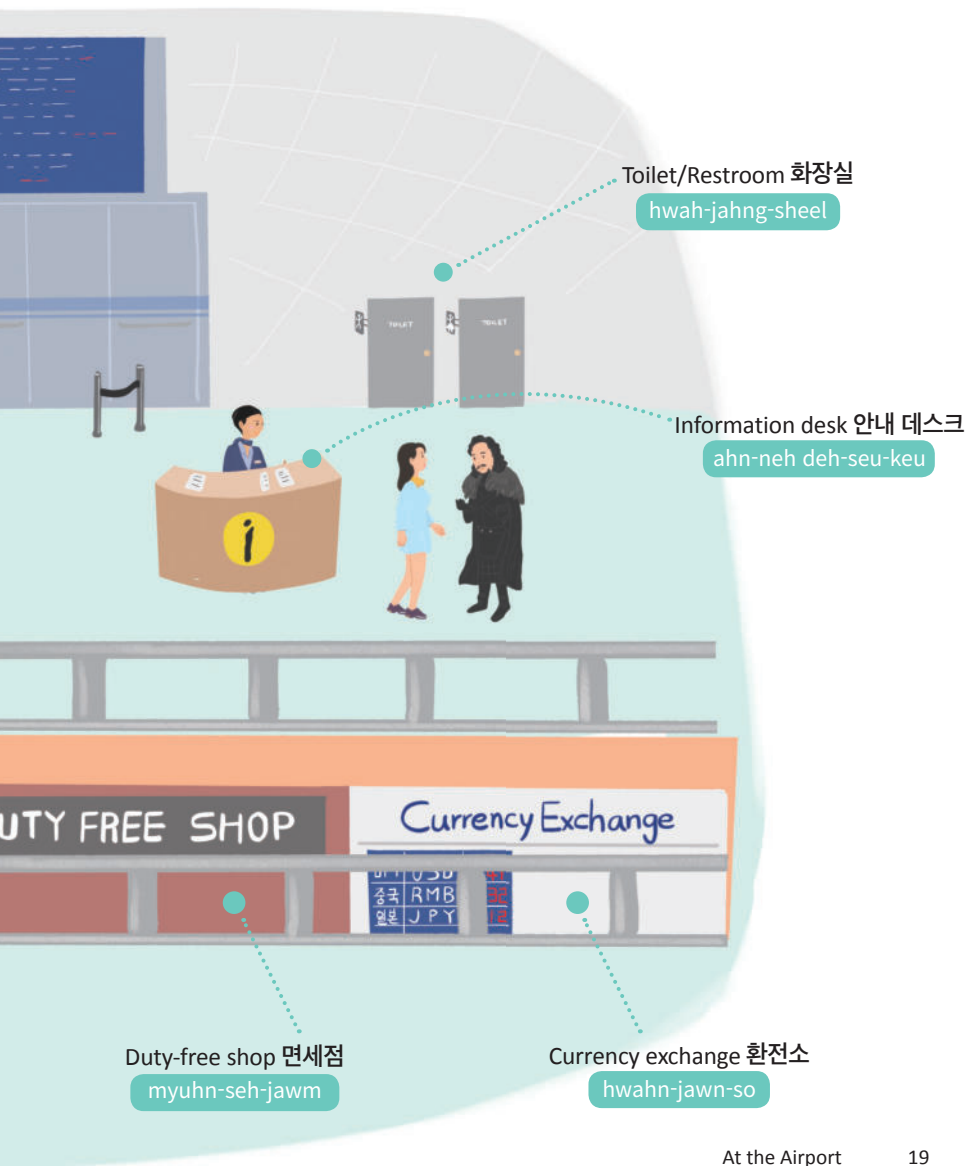 Toilet/Restroom 화장실
hwah-jahng-sheel
TOILET TOILET
Information desk 안내 데스크
ahn-neh deh-seu-keu
i
UTY FREE SHOP
Currency Exchange
USD
중국 RMB 32
일본 JPY
Duty-free shop 면세점
myuhn-seh-jawm
Currency exchange 환전소
hwahn-jawn-so
At the Airport 19